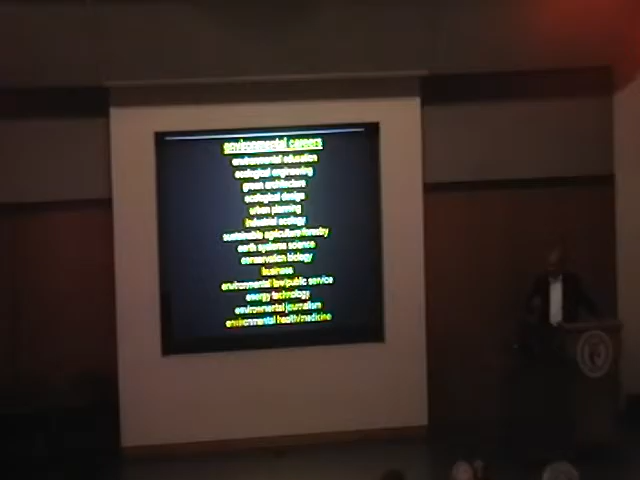 environmental careers
environmental education
ecological engineering
green architecture
ecological design
urban planning
industrial ecology
sustainable agriculture/forestry
earth systems science
conservation biology
business
environmental law/public service
energy technology
environmental journalism
environmental health/medicine